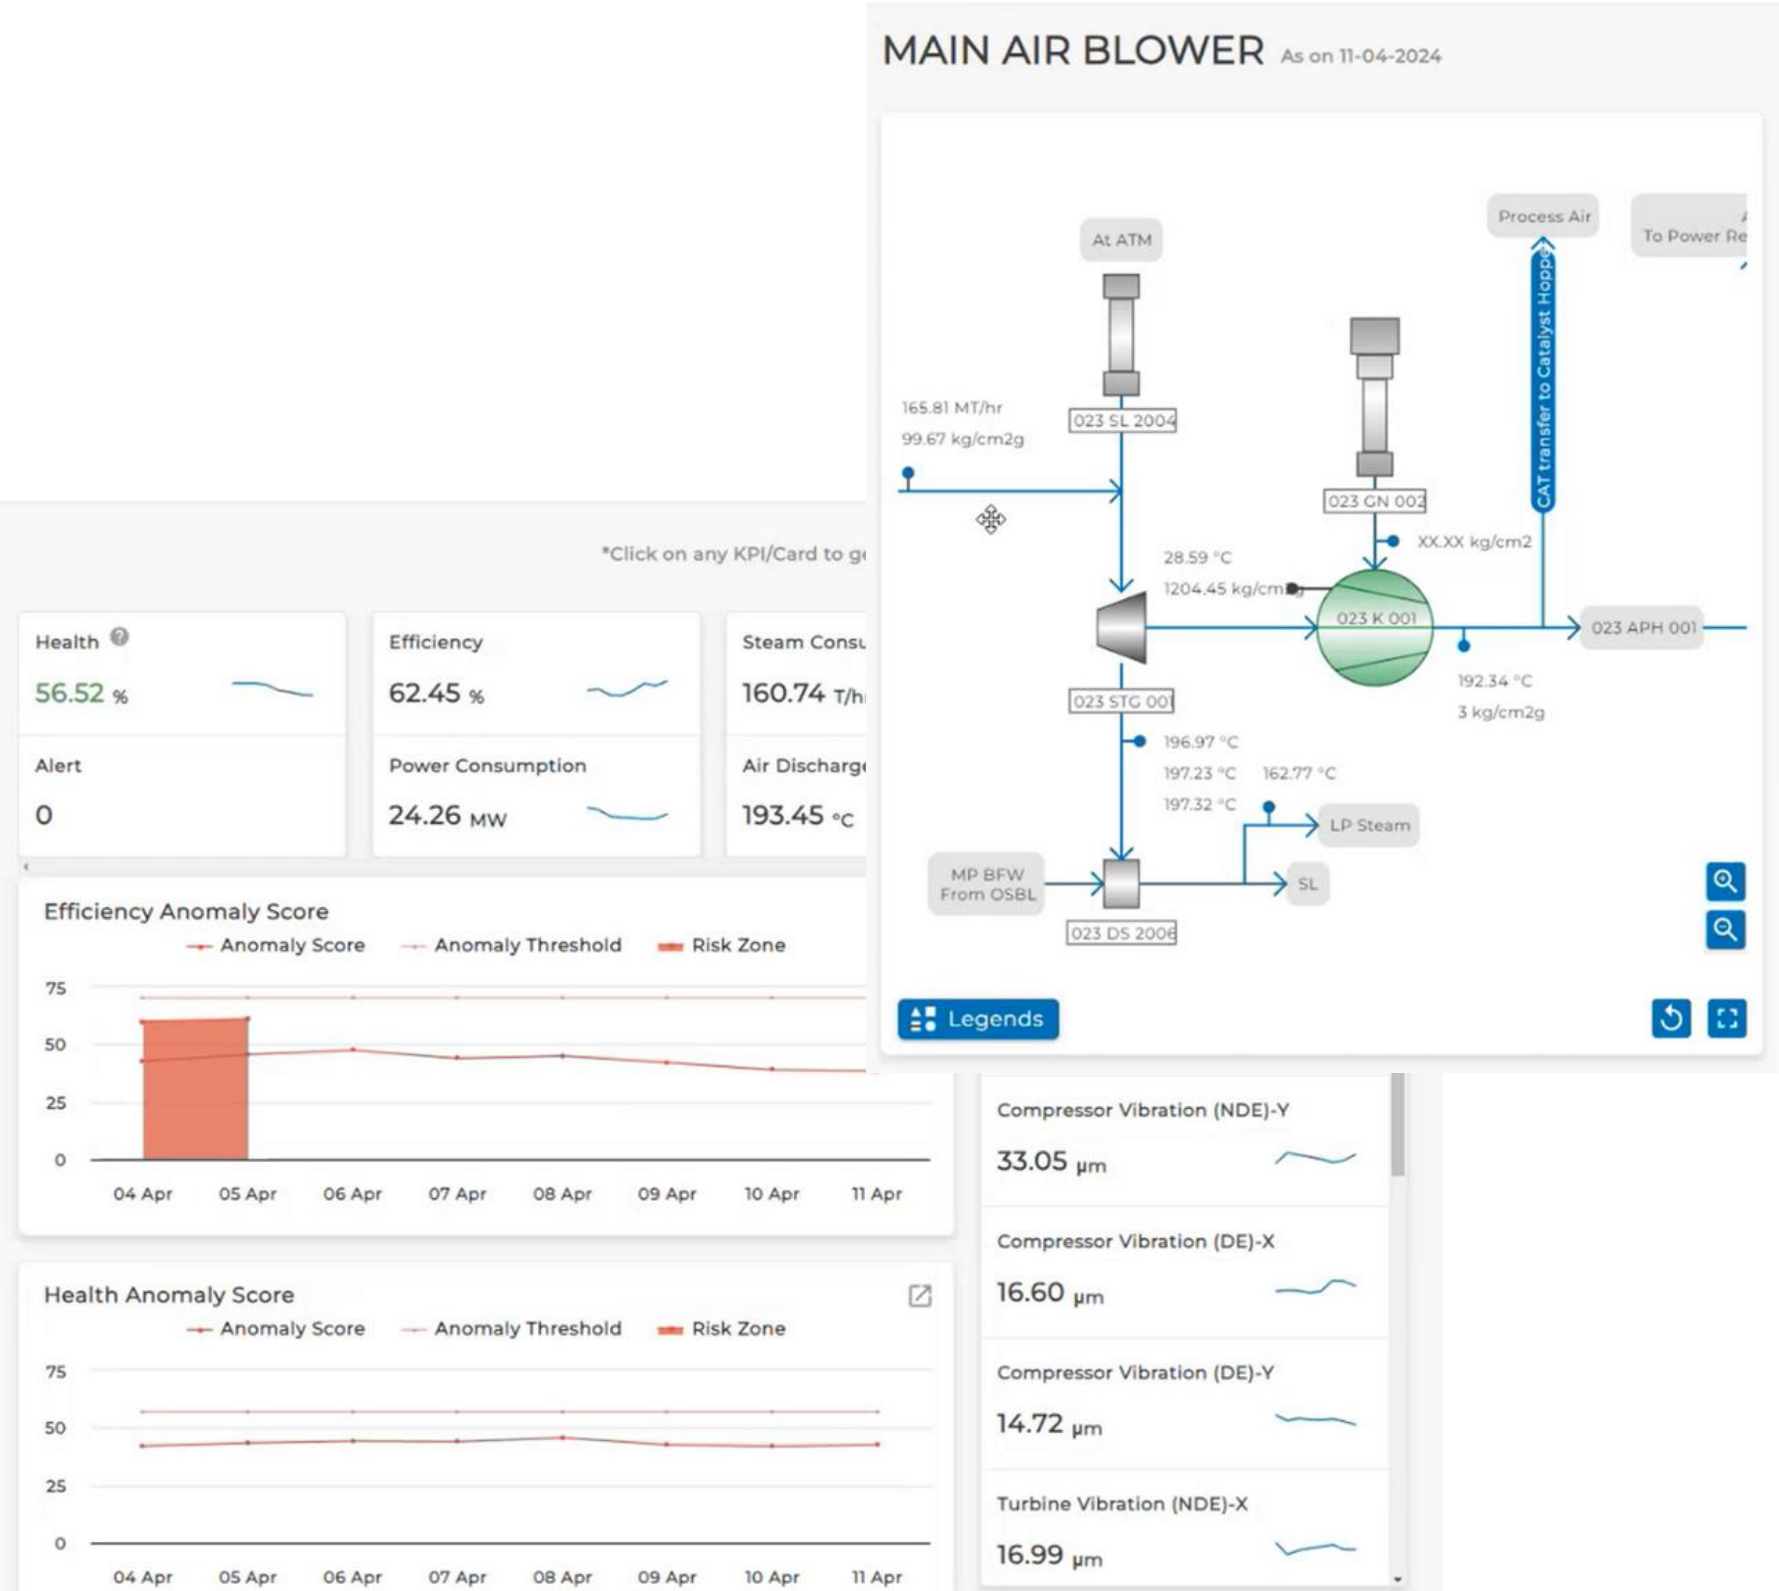 MAIN AIR BLOWER As on 11-04-2024
At ATM
Process Air
To Power Re
CAT transfer to Catalyst Hoppe
165.81 MT/hr
99.67 kg/cm2g
023 SL 2004
023 GN 002
XX.XX kg/cm2
28.59 °C
1204.45 kg/cm
023 K 001
023 APH 001
192.34 °C
3 kg/cm2g
023 STG 001
196.97 °C
197.23 °C
197.32 °C
162.77 °C
LP Steam
MP BFW
From OSBL
SL
023 DS 2006
Legends
*Click on any KPI/Card to ge
Health ?
56.52 %
Alert
0
Efficiency
62.45 %
Power Consumption
24.26 MW
Steam Consu
160.74 T/h
Air Discharge
193.45 °C
Efficiency Anomaly Score
Anomaly Score Anomaly Threshold Risk Zone
75
50
25
0
04 Apr 05 Apr 06 Apr 07 Apr 08 Apr 09 Apr 10 Apr 11 Apr
Health Anomaly Score
Anomaly Score Anomaly Threshold Risk Zone
75
50
25
0
04 Apr 05 Apr 06 Apr 07 Apr 08 Apr 09 Apr 10 Apr 11 Apr
Compressor Vibration (NDE)-Y
33.05 μm
Compressor Vibration (DE)-X
16.60 μm
Compressor Vibration (DE)-Y
14.72 μm
Turbine Vibration (NDE)-X
16.99 μm